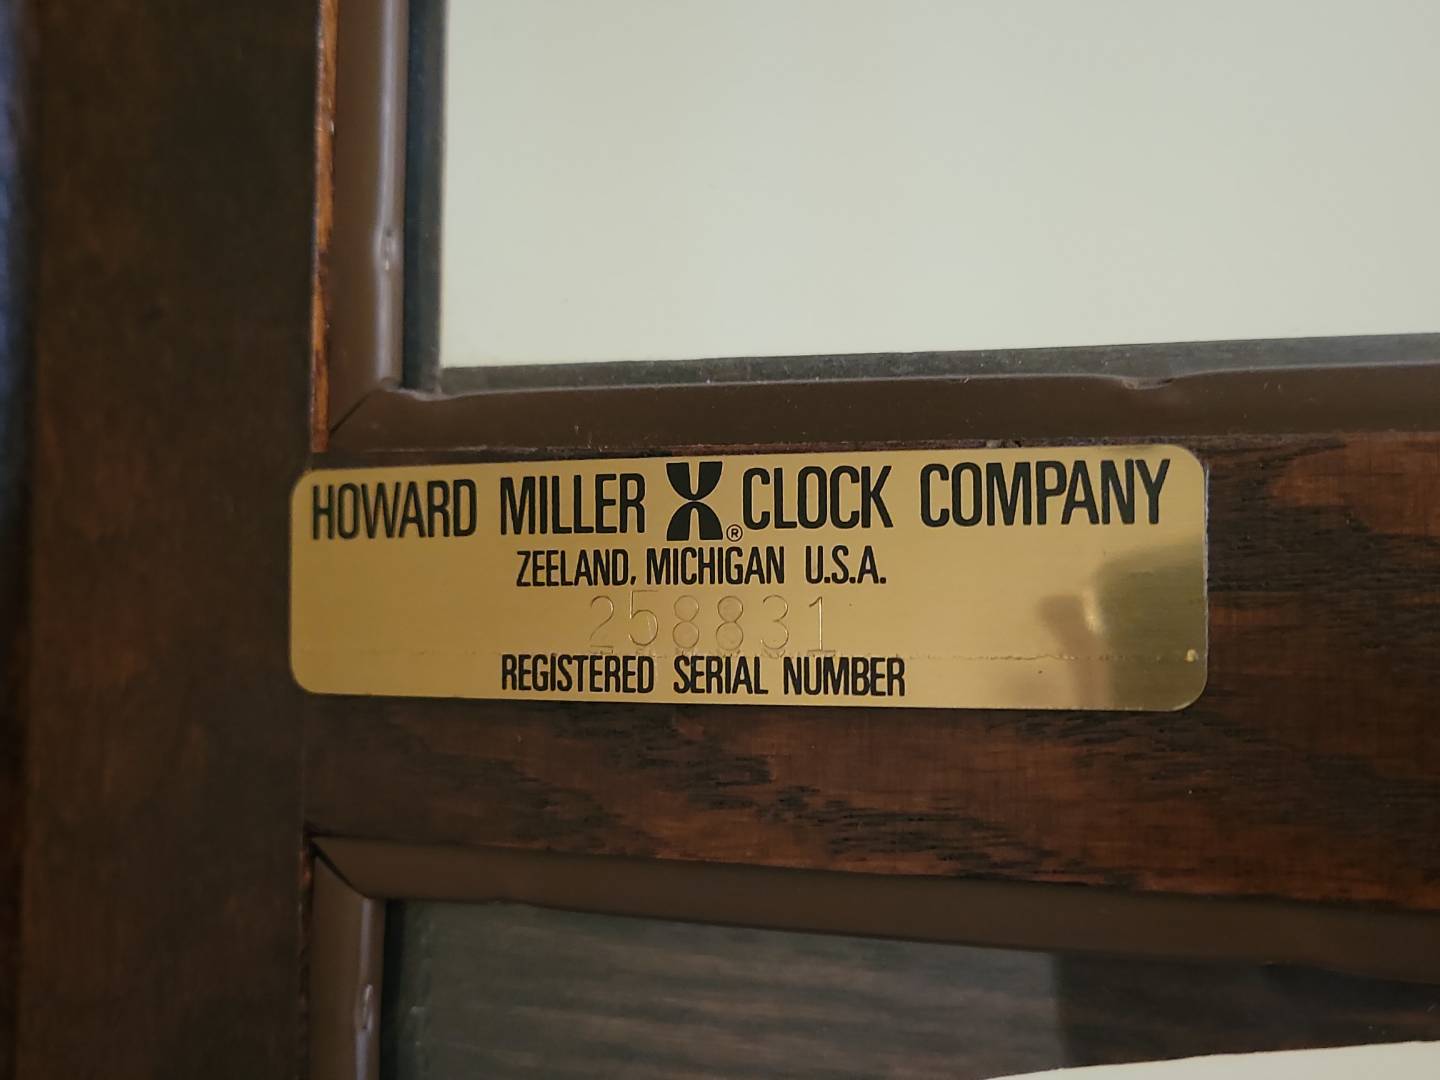 HOWARD MILLER ® CLOCK COMPANY
ZEELAND, MICHIGAN U.S.A.
258831
REGISTERED SERIAL NUMBER